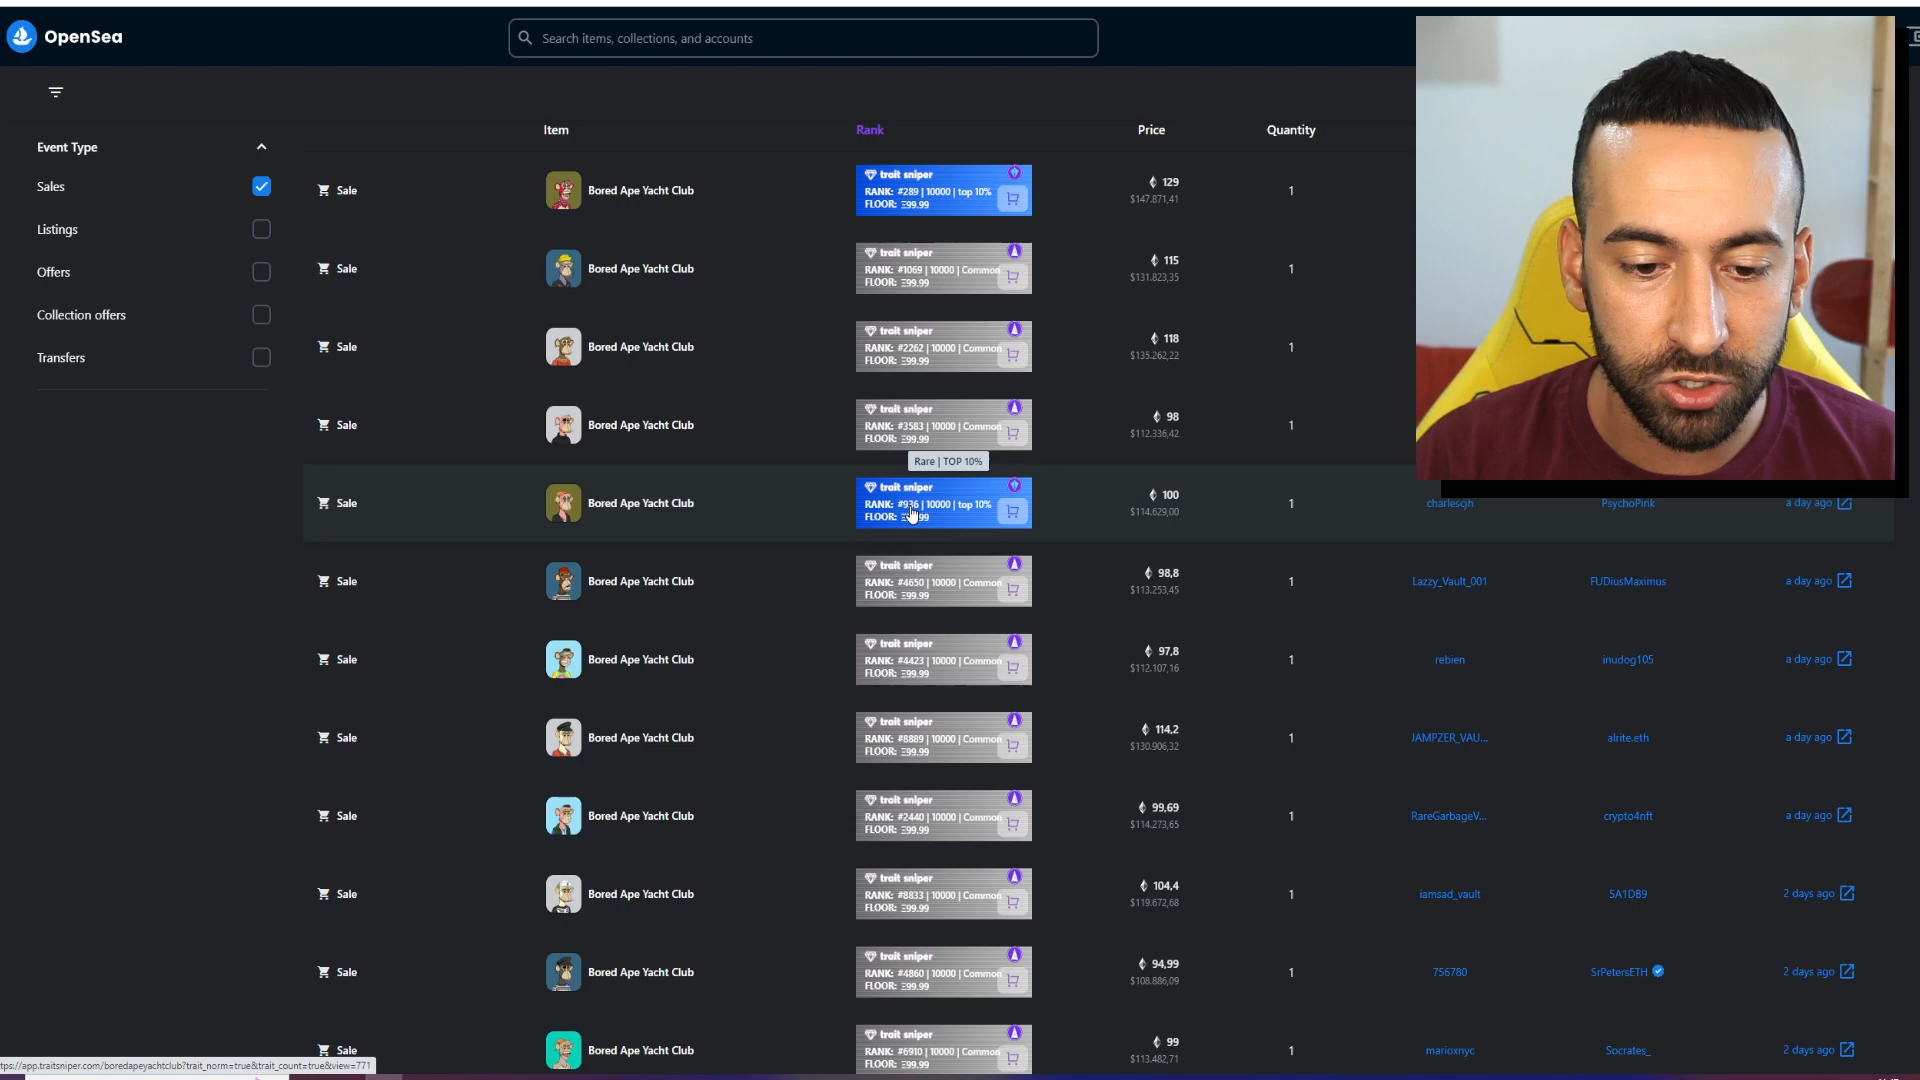 OpenSea
Search items, collections, and accounts
Item Rank Price Quantity
Event Type
Sales
Listings
Offers
Collection offers
Transfers
Sale Bored Ape Yacht Club
trait sniper
RANK: #289 | 10000 | top 10%
FLOOR: Ξ99.99
129
$147.871,41
1
Sale Bored Ape Yacht Club
trait sniper
RANK: #1069 | 10000 | Common
FLOOR: Ξ99.99
115
$131.823,35
1
Sale Bored Ape Yacht Club
trait sniper
RANK: #2262 | 10000 | Common
FLOOR: Ξ99.99
118
$135.262,22
1
Sale Bored Ape Yacht Club
trait sniper
RANK: #3583 | 10000 | Common
FLOOR: Ξ99.99
98
$112.336,42
1
Rare | TOP 10%
Sale Bored Ape Yacht Club
trait sniper
RANK: #936 | 10000 | top 10%
FLOOR: 99
100
$114.629,00
1 charlescjh PsychoPink a day ago
Sale Bored Ape Yacht Club
trait sniper
RANK: #4650 | 10000 | Common
FLOOR: Ξ99.99
98,8
$113.253,45
1 Lazzy_Vault_001 FUDiusMaximus a day ago
Sale Bored Ape Yacht Club
trait sniper
RANK: #4423 | 10000 | Common
FLOOR: Ξ99.99
97,8
$112.107,16
1 rebien inudog105 a day ago
Sale Bored Ape Yacht Club
trait sniper
RANK: #8889 | 10000 | Common
FLOOR: Ξ99.99
114,2
$130.906,32
1 JAMPZER_VAU... alrite.eth a day ago
Sale Bored Ape Yacht Club
trait sniper
RANK: #2440 | 10000 | Common
FLOOR: Ξ99.99
99,69
$114.273,65
1 RareGarbageV... crypto4nft a day ago
Sale Bored Ape Yacht Club
trait sniper
RANK: #8833 | 10000 | Common
FLOOR: Ξ99.99
104,4
$119.672,68
1 iamsad_vault 5A1DB9 2 days ago
Sale Bored Ape Yacht Club
trait sniper
RANK: #4860 | 10000 | Common
FLOOR: Ξ99.99
94,99
$108.886,09
1 756780 SrPetersETH 2 days ago
Sale Bored Ape Yacht Club
trait sniper
RANK: #6910 | 10000 | Common
FLOOR: Ξ99.99
99
$113.482,71
1 marioxnyc Socrates_ 2 days ago
tps://app.traitsniper.com/boredapeyachtclub?trait_norm=true&trait_count=true&view=771